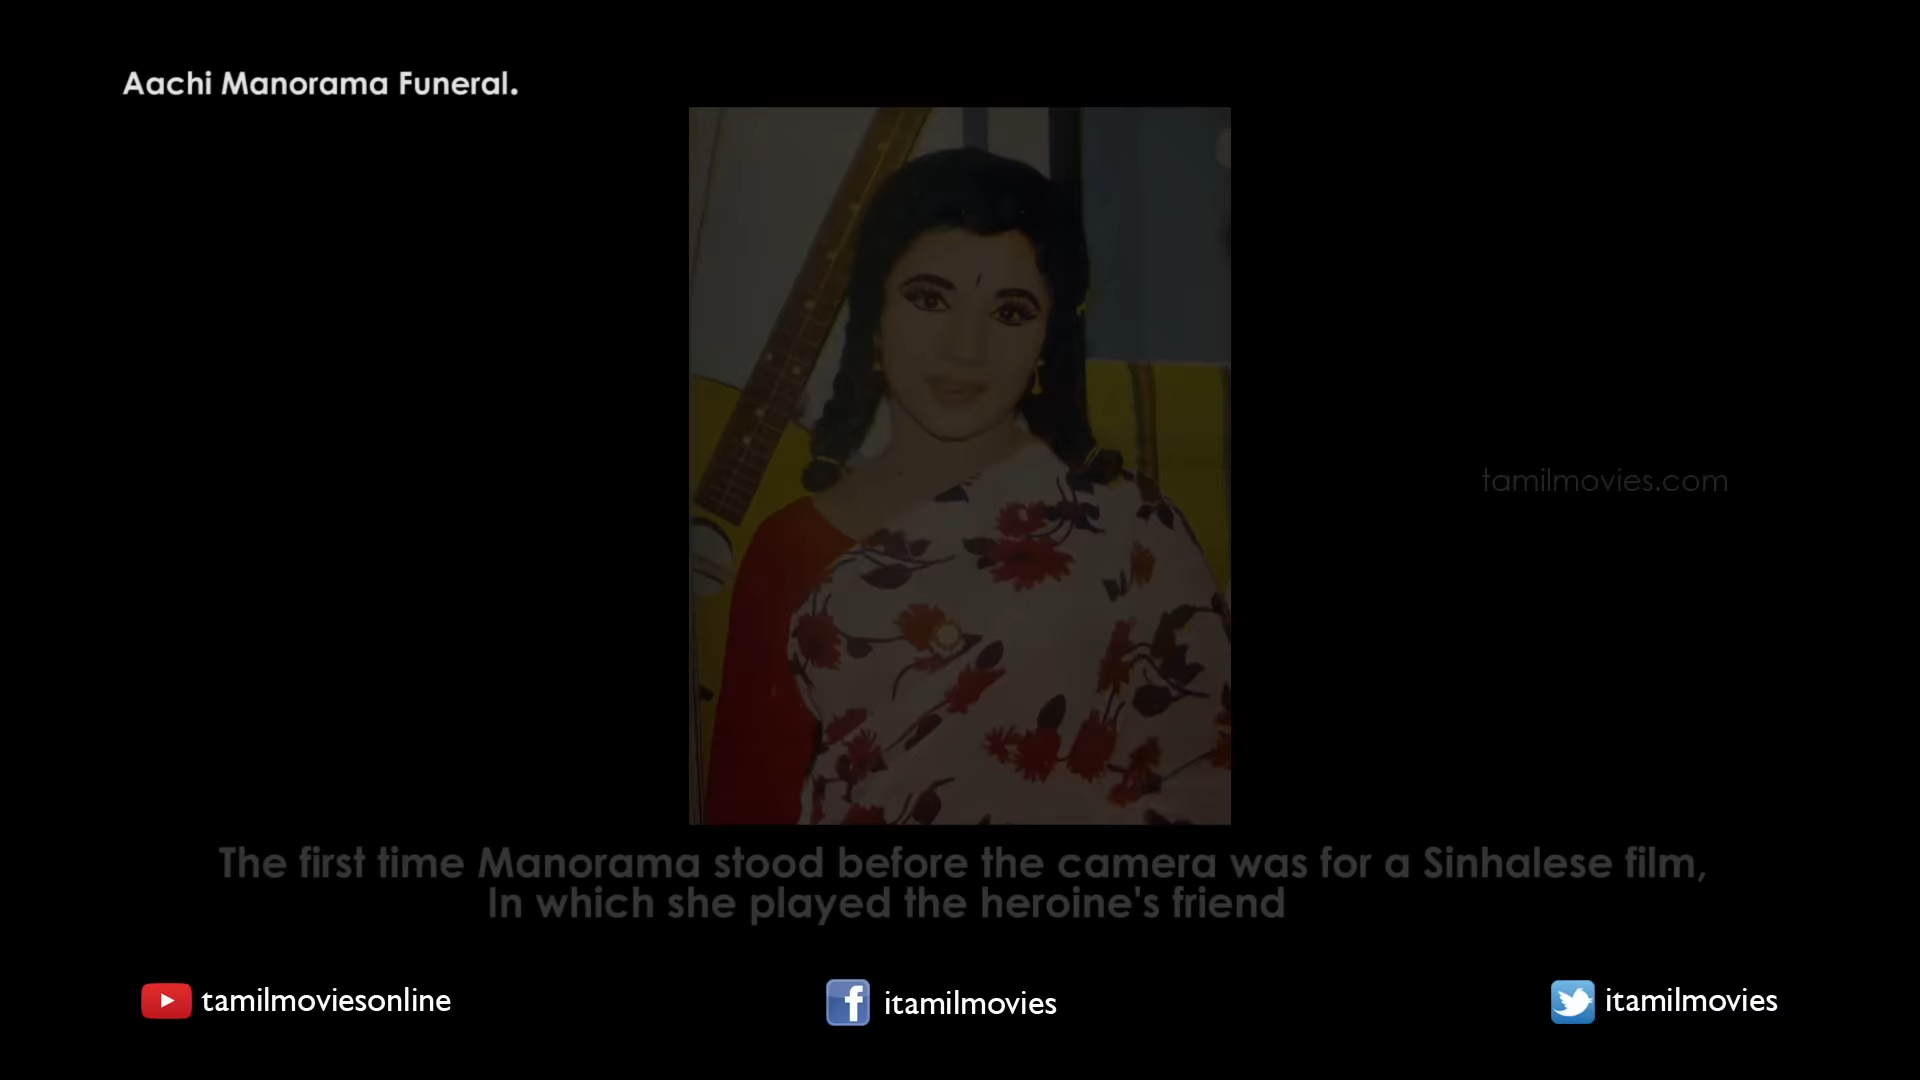 Aachi Manorama Funeral.
tamilmovies.com
The first time Manorama stood before the camera was for a Sinhalese film,
In which she played the heroine's friend
tamilmoviesonline
itamilmovies
itamilmovies